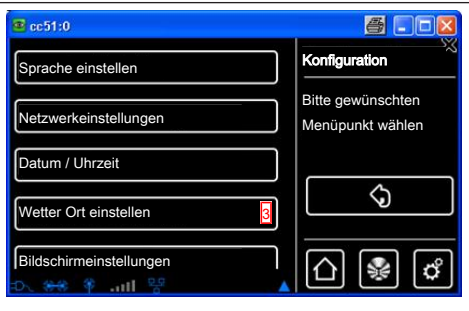 cc51:0
Sprache einstellen
Netzwerkeinstellungen
Datum / Uhrzeit
Wetter Ort einstellen
3
Bildschirmeinstellungen
Konfiguration
Bitte gewünschten
Menüpunkt wählen